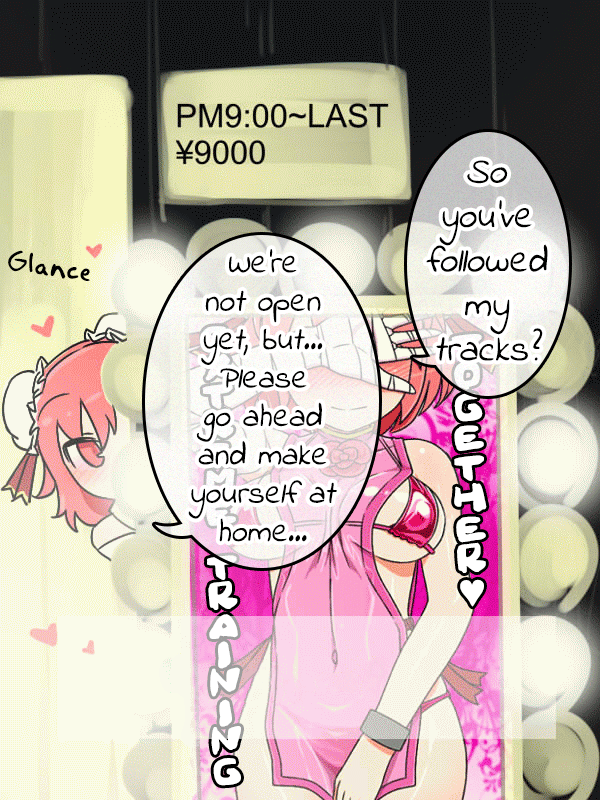 PM9:00~LAST
¥9000
So
you've
followed
my
tracks?
Glance
we're
not open
yet, but...
Please
go ahead
and make
yourself at
home...
TOGETHER♥
TRAINING